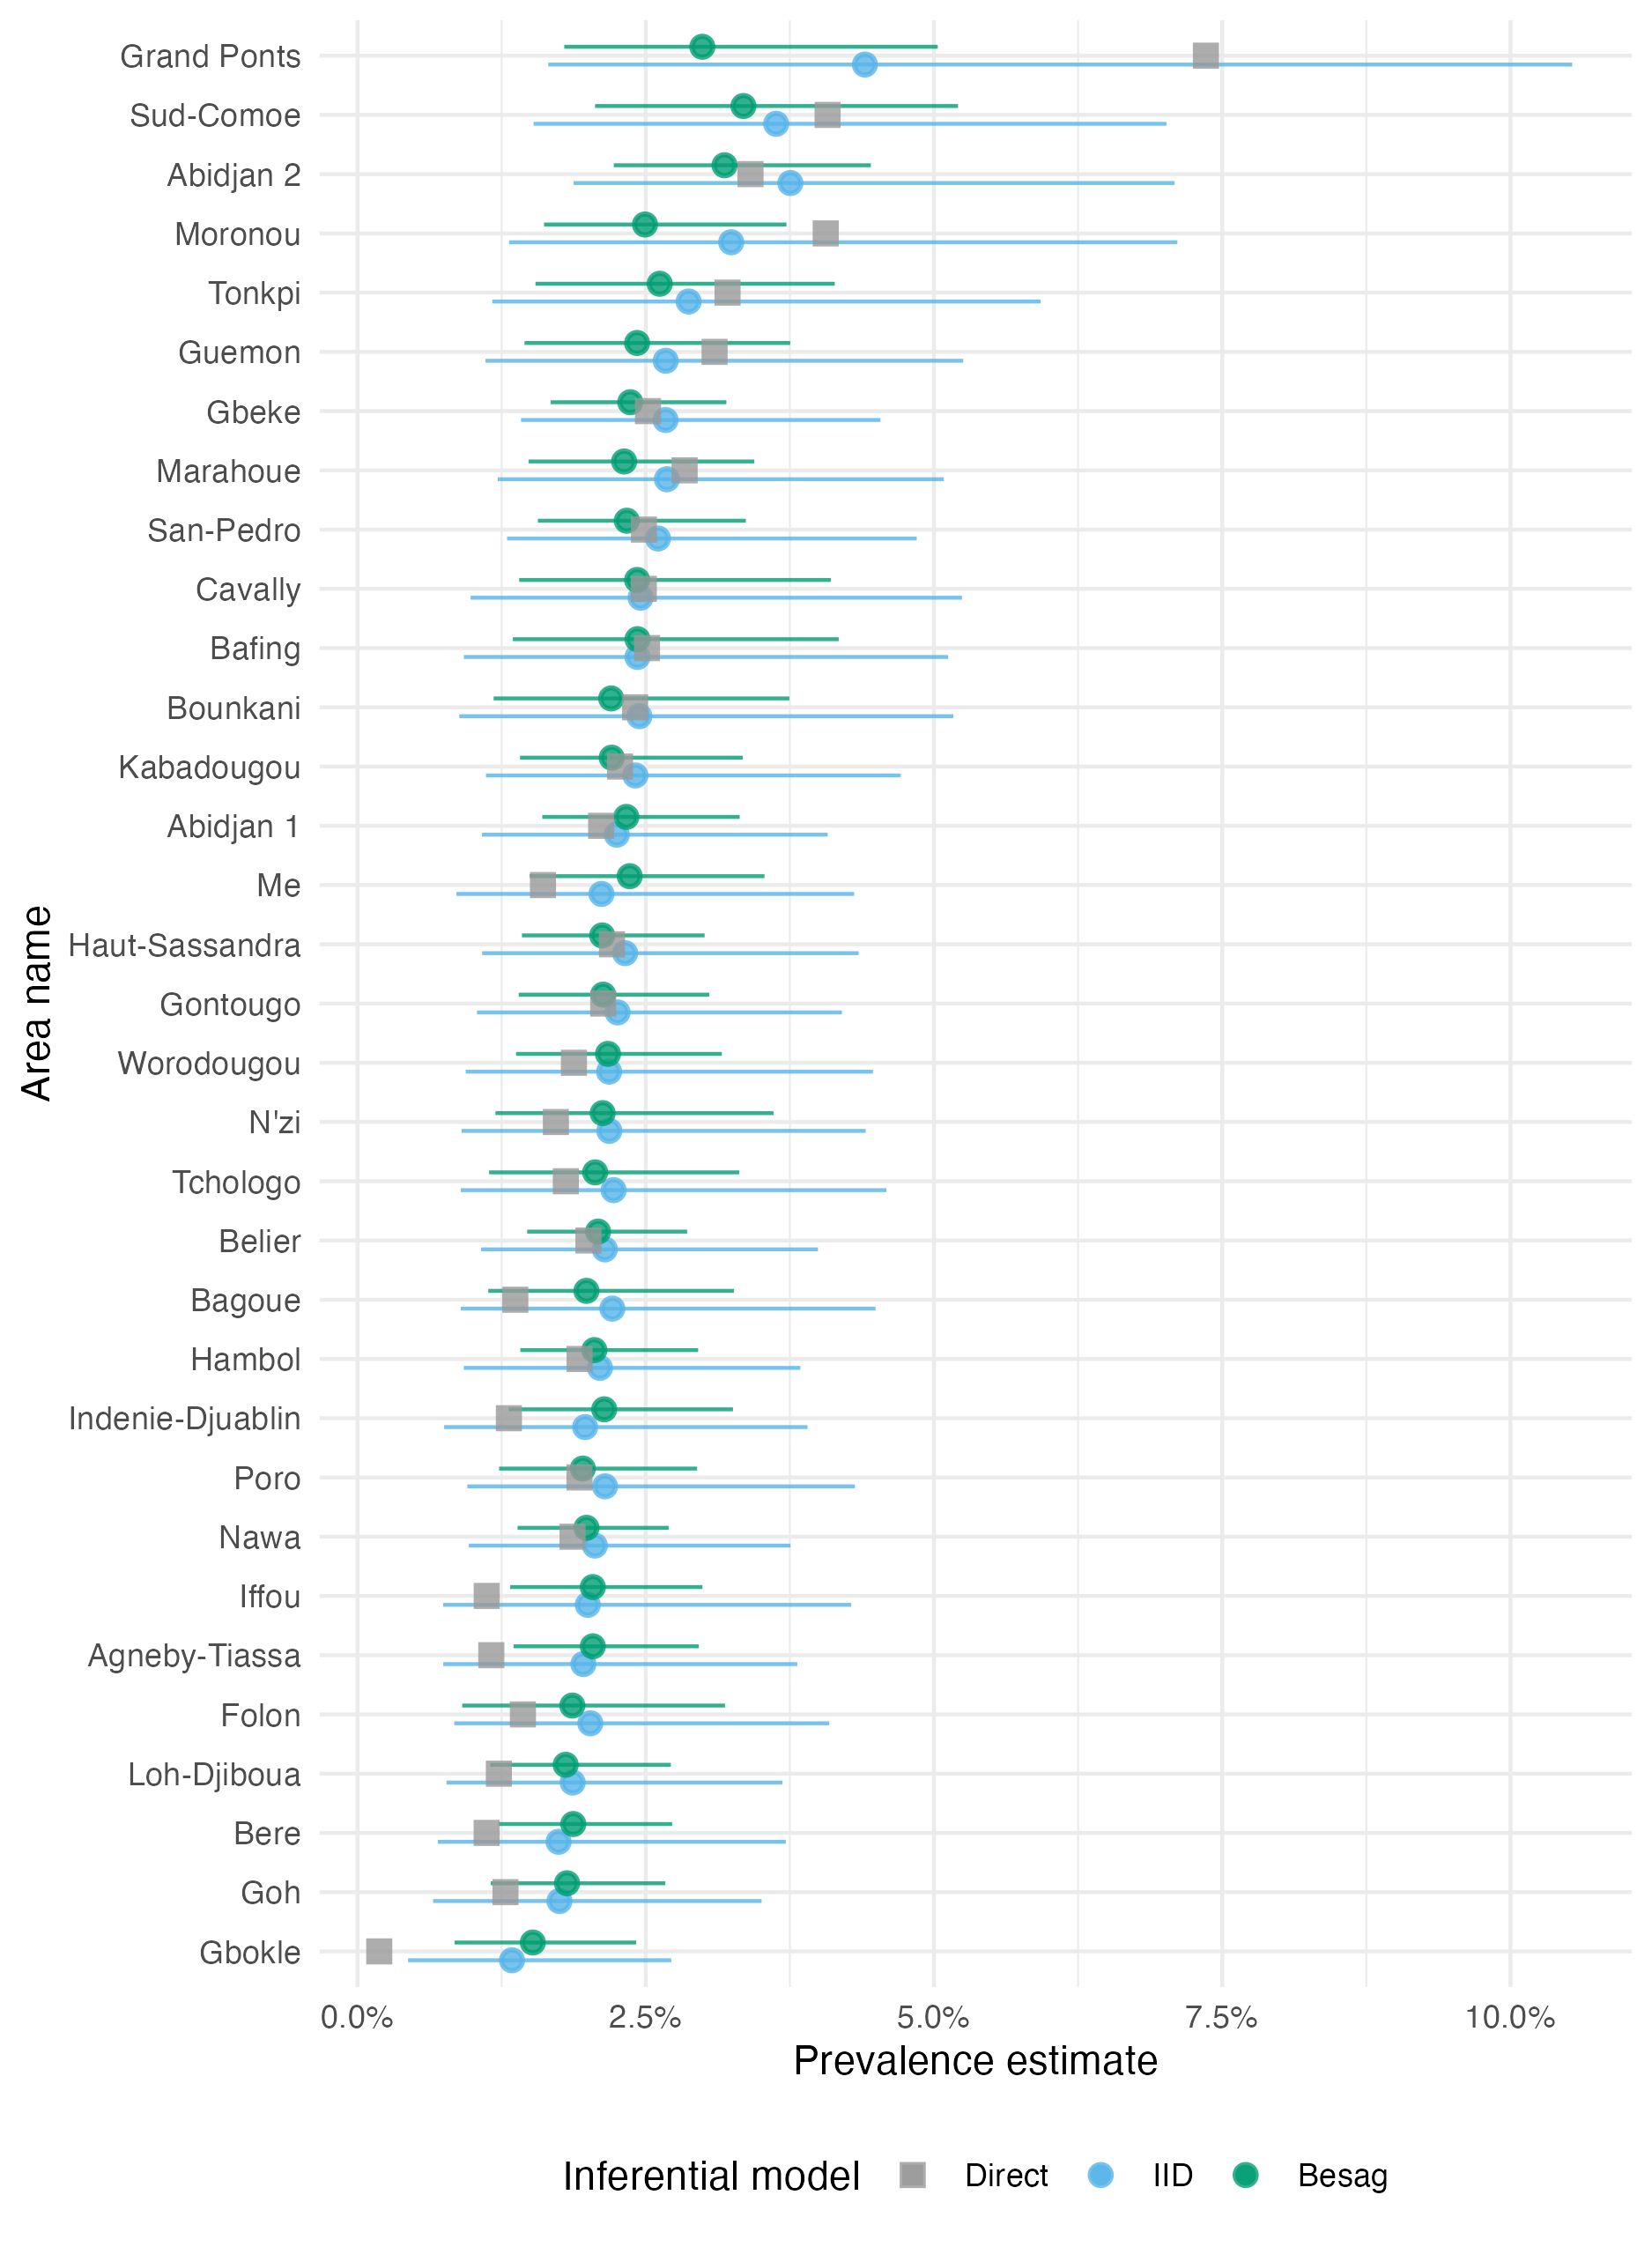 Grand Ponts
Sud-Comoe
Abidjan 2
Moronou
Tonkpi
Guemon
Gbeke
Marahoue
San-Pedro
Cavally
Bafing
Bounkani
Kabadougou
Abidjan 1
Me
Haut-Sassandra
Gontougo
Worodougou
N'zi
Tchologo
Belier
Bagoue
Hambol
Indenie-Djuablin
Poro
Nawa
Iffou
Agneby-Tiassa
Folon
Loh-Djiboua
Bere
Goh
Gbokle
Area name
0.0% 2.5% 5.0% 7.5% 10.0%
Prevalence estimate
Inferential model Direct IID Besag